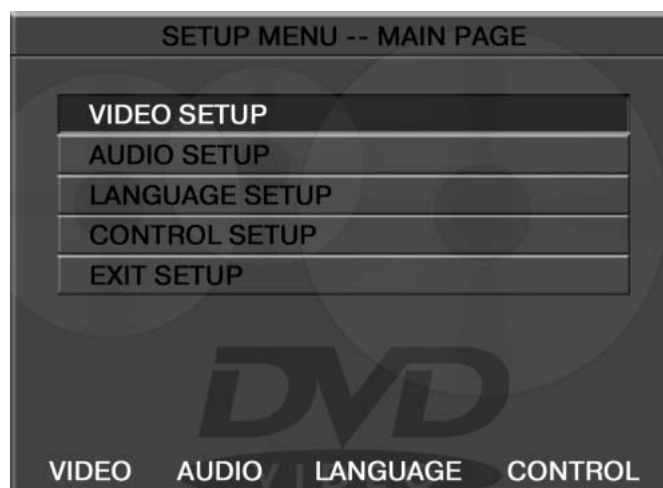 SETUP MENU -- MAIN PAGE
VIDEO SETUP
AUDIO SETUP
LANGUAGE SETUP
CONTROL SETUP
EXIT SETUP
DVD
VIDEO
VIDEO AUDIO LANGUAGE CONTROL